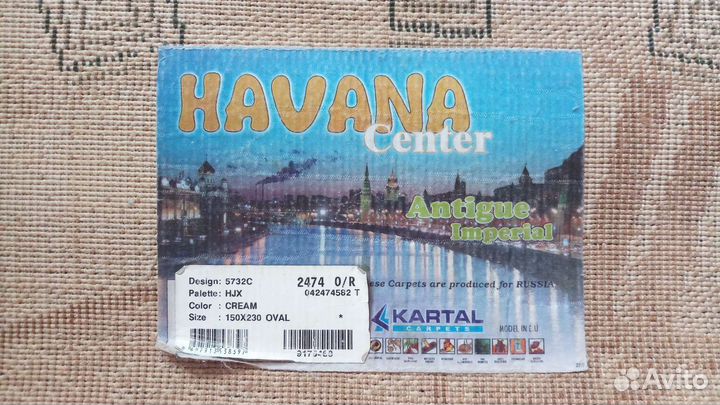 HAVANA
Center
Antigue
Imperial
ese Carpets are produced for RUSSIA
Design: 5732C 2474 O/R
Palette: HJX 042474582 T
Color : CREAM
Size : 150X230 OVAL *
KARTAL
CARPETS
MODEL IN E.U
Avito